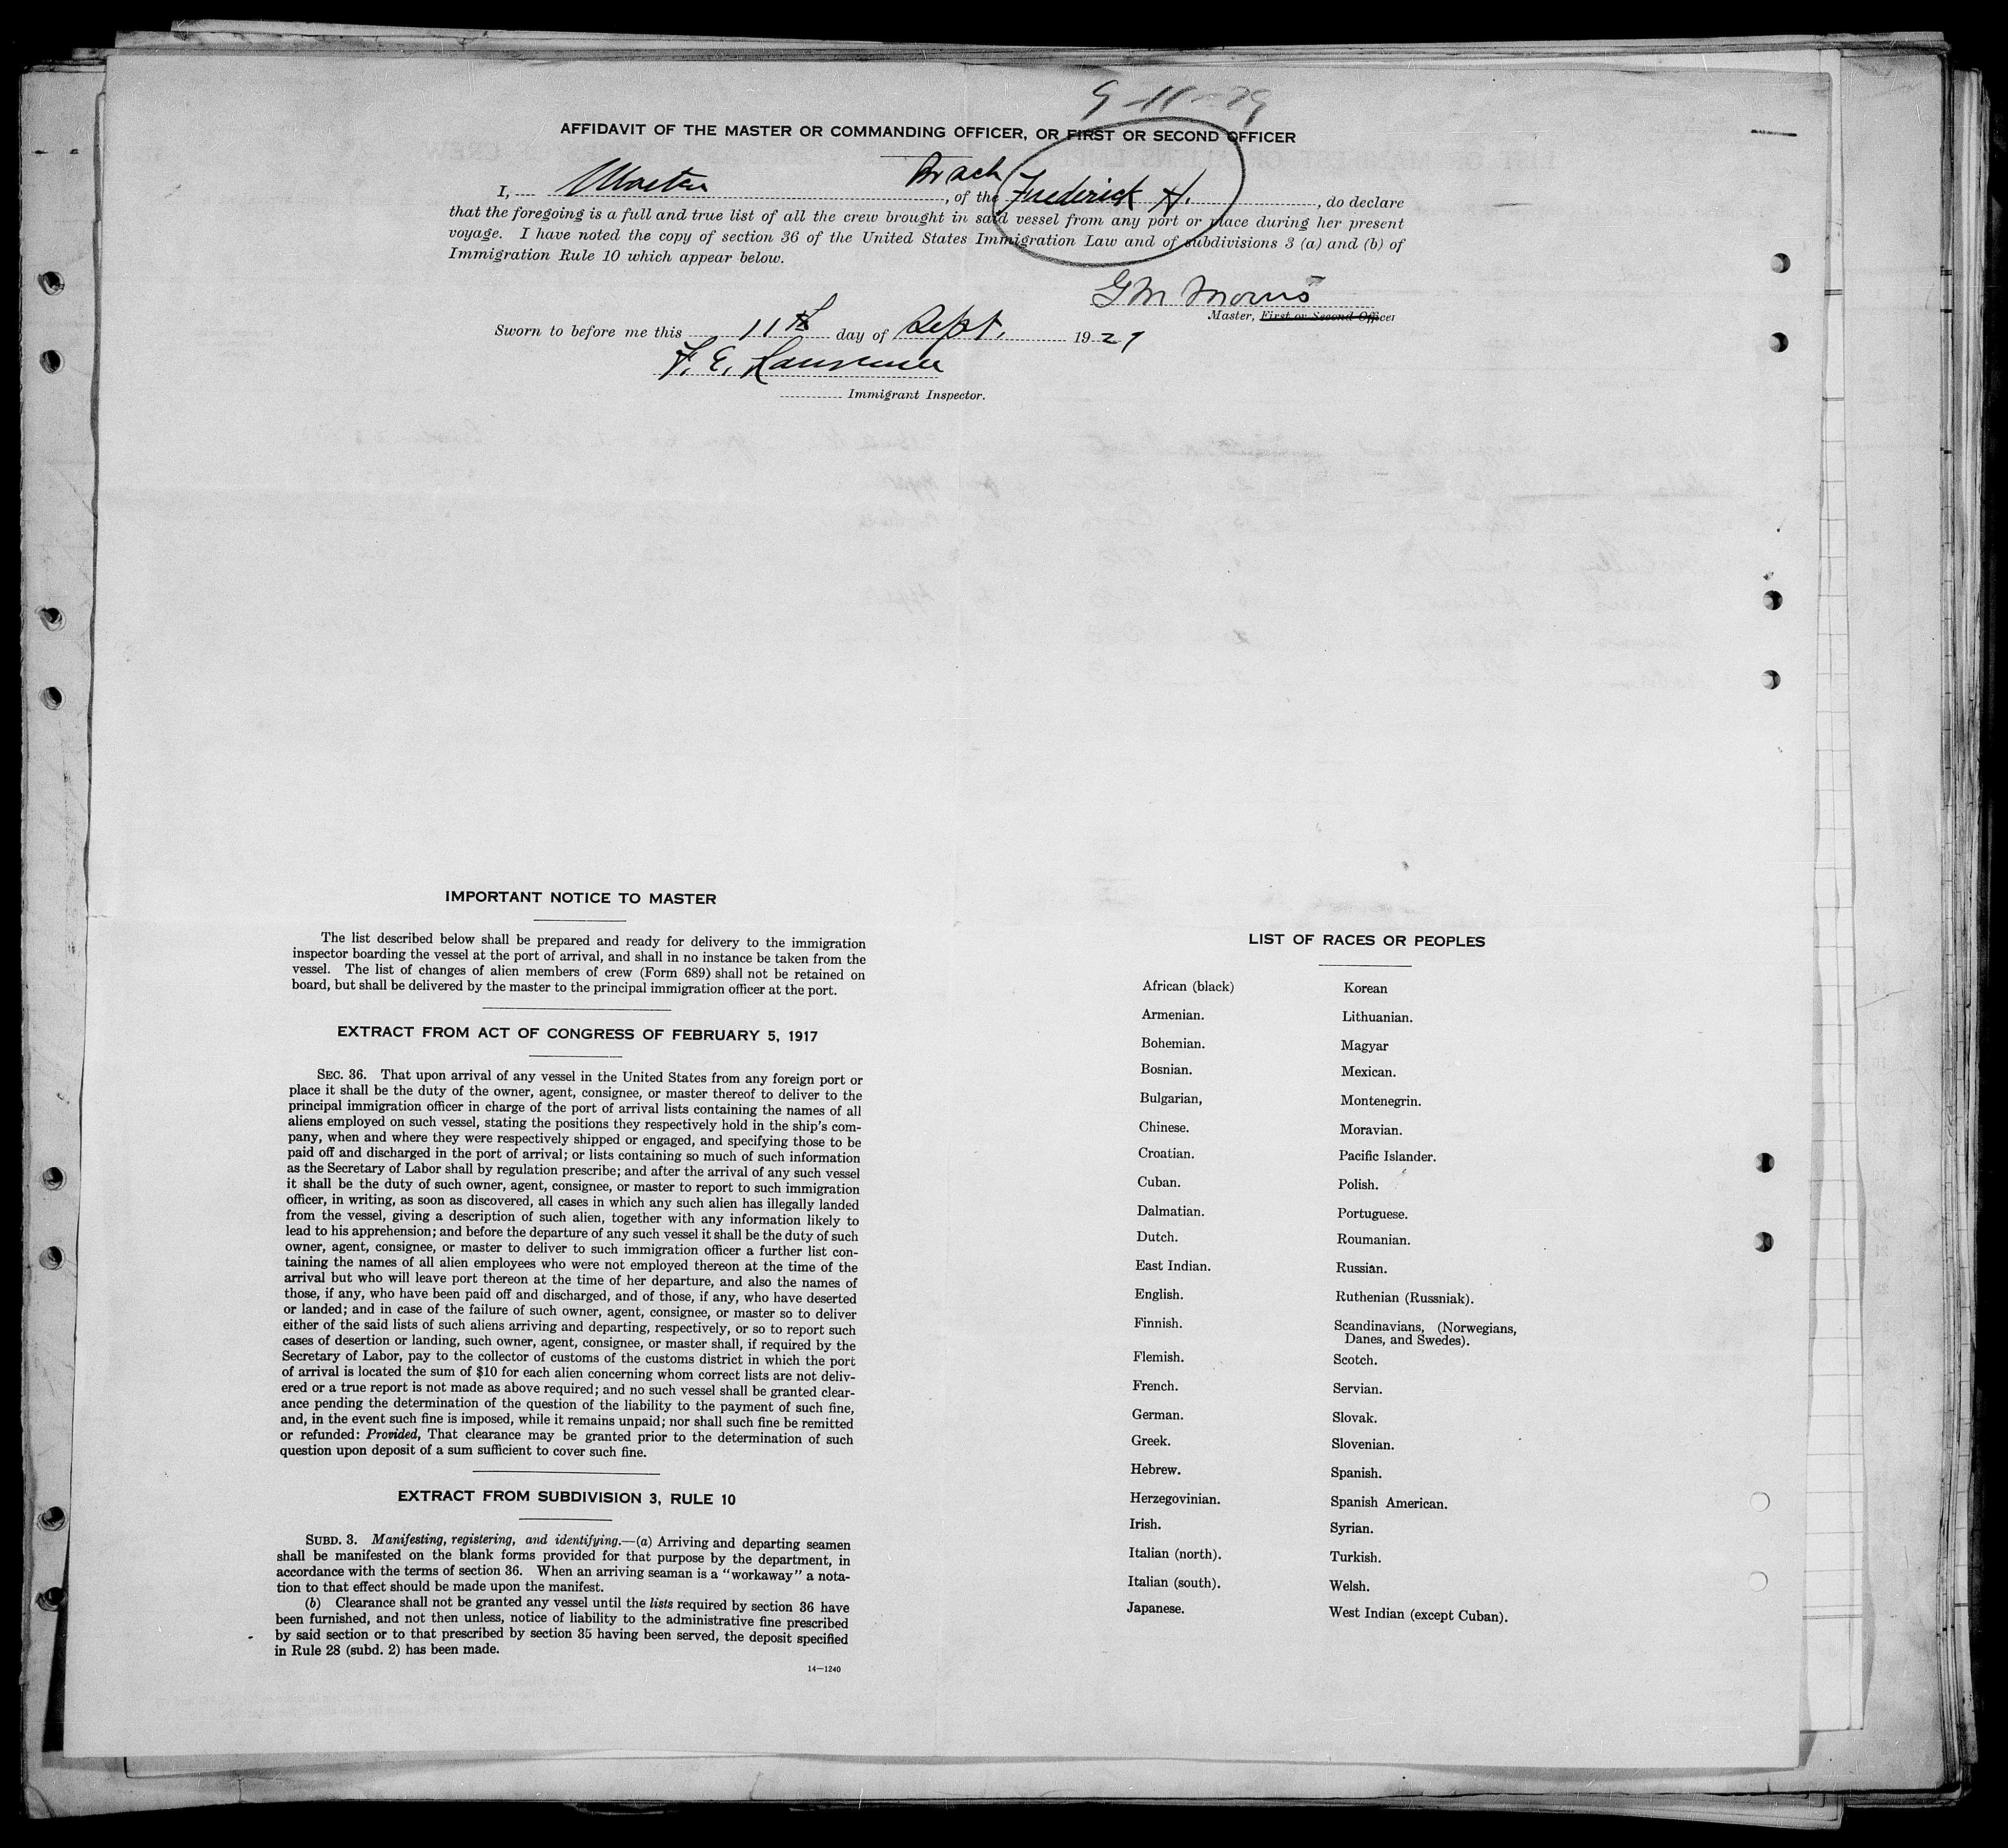 9-11-29
AFFIDAVIT OF THE MASTER OR COMMANDING OFFICER, OR FIRST OR SECOND OFFICER
I, Master, of the Frederick H., do declare
that the foregoing is a full and true list of all the crew brought in said vessel from any port or place during her present
voyage. I have noted the copy of section 36 of the United States Immigration Law and of subdivisions 3 (a) and (b) of
Immigration Rule 10 which appear below.
G M Morris
Master, First or Second Officer
Sworn to before me this 11th day of Sept. 1929
F. E.
Immigrant Inspector.
IMPORTANT NOTICE TO MASTER
The list described below shall be prepared and ready for delivery to the immigration
inspector boarding the vessel at the port of arrival, and shall in no instance be taken from the
vessel. The list of changes of alien members of crew (Form 689) shall not be retained on
board, but shall be delivered by the master to the principal immigration officer at the port.
EXTRACT FROM ACT OF CONGRESS OF FEBRUARY 5, 1917
SEC. 36. That upon arrival of any vessel in the United States from any foreign port or
place it shall be the duty of the owner, agent, consignee, or master thereof to deliver to the
principal immigration officer in charge of the port of arrival lists containing the names of all
aliens employed on such vessel, stating the positions they respectively hold in the ship's com-
pany, when and where they were respectively shipped or engaged, and specifying those to be
paid off and discharged in the port of arrival; or lists containing so much of such information
as the Secretary of Labor shall by regulation prescribe; and after the arrival of any such vessel
it shall be the duty of such owner, agent, consignee, or master to report to such immigration
officer, in writing, as soon as discovered, all cases in which any such alien has illegally landed
from the vessel, giving a description of such alien, together with any information likely to
lead to his apprehension; and before the departure of any such vessel it shall be the duty of such
owner, agent, consignee, or master to deliver to such immigration officer a further list con-
taining the names of all alien employees who were not employed thereon at the time of the
arrival but who will leave port thereon at the time of her departure, and also the names of
those, if any, who have been paid off and discharged, and of those, if any, who have deserted
or landed; and in case of the failure of such owner, agent, consignee, or master so to deliver
either of the said lists of such aliens arriving and departing, respectively, or so to report such
cases of desertion or landing, such owner, agent, consignee, or master shall, if required by the
Secretary of Labor, pay to the collector of customs of the customs district in which the port
of arrival is located the sum of $10 for each alien concerning whom correct lists are not deliv-
ered or a true report is not made as above required; and no such vessel shall be granted clear-
ance pending the determination of the question of the liability to the payment of such fine,
and, in the event such fine is imposed, while it remains unpaid; nor shall such fine be remitted
or refunded: Provided, That clearance may be granted prior to the determination of such
question upon deposit of a sum sufficient to cover such fine.
EXTRACT FROM SUBDIVISION 3, RULE 10
SUBD. 3. Manifesting, registering, and identifying.—(a) Arriving and departing seamen
shall be manifested on the blank forms provided for that purpose by the department, in
accordance with the terms of section 36. When an arriving seaman is a "workaway" a nota-
tion to that effect should be made upon the manifest.
(b) Clearance shall not be granted any vessel until the lists required by section 36 have
been furnished, and not then unless, notice of liability to the administrative fine prescribed
by said section or to that prescribed by section 35 having been served, the deposit specified
in Rule 28 (subd. 2) has been made.
14—1240
LIST OF RACES OR PEOPLES
African (black)
Armenian.
Bohemian.
Bosnian.
Bulgarian,
Chinese.
Croatian.
Cuban.
Dalmatian.
Dutch.
East Indian.
English.
Finnish.
Flemish.
French.
German.
Greek.
Hebrew.
Herzegovinian.
Irish.
Italian (north).
Italian (south).
Japanese.
Korean
Lithuanian.
Magyar
Mexican.
Montenegrin.
Moravian.
Pacific Islander.
Polish.
Portuguese.
Roumanian.
Russian.
Ruthenian (Russniak).
Scandinavians, (Norwegians,
Danes, and Swedes).
Scotch.
Servian.
Slovak.
Slovenian.
Spanish.
Spanish American.
Syrian.
Turkish.
Welsh.
West Indian (except Cuban).